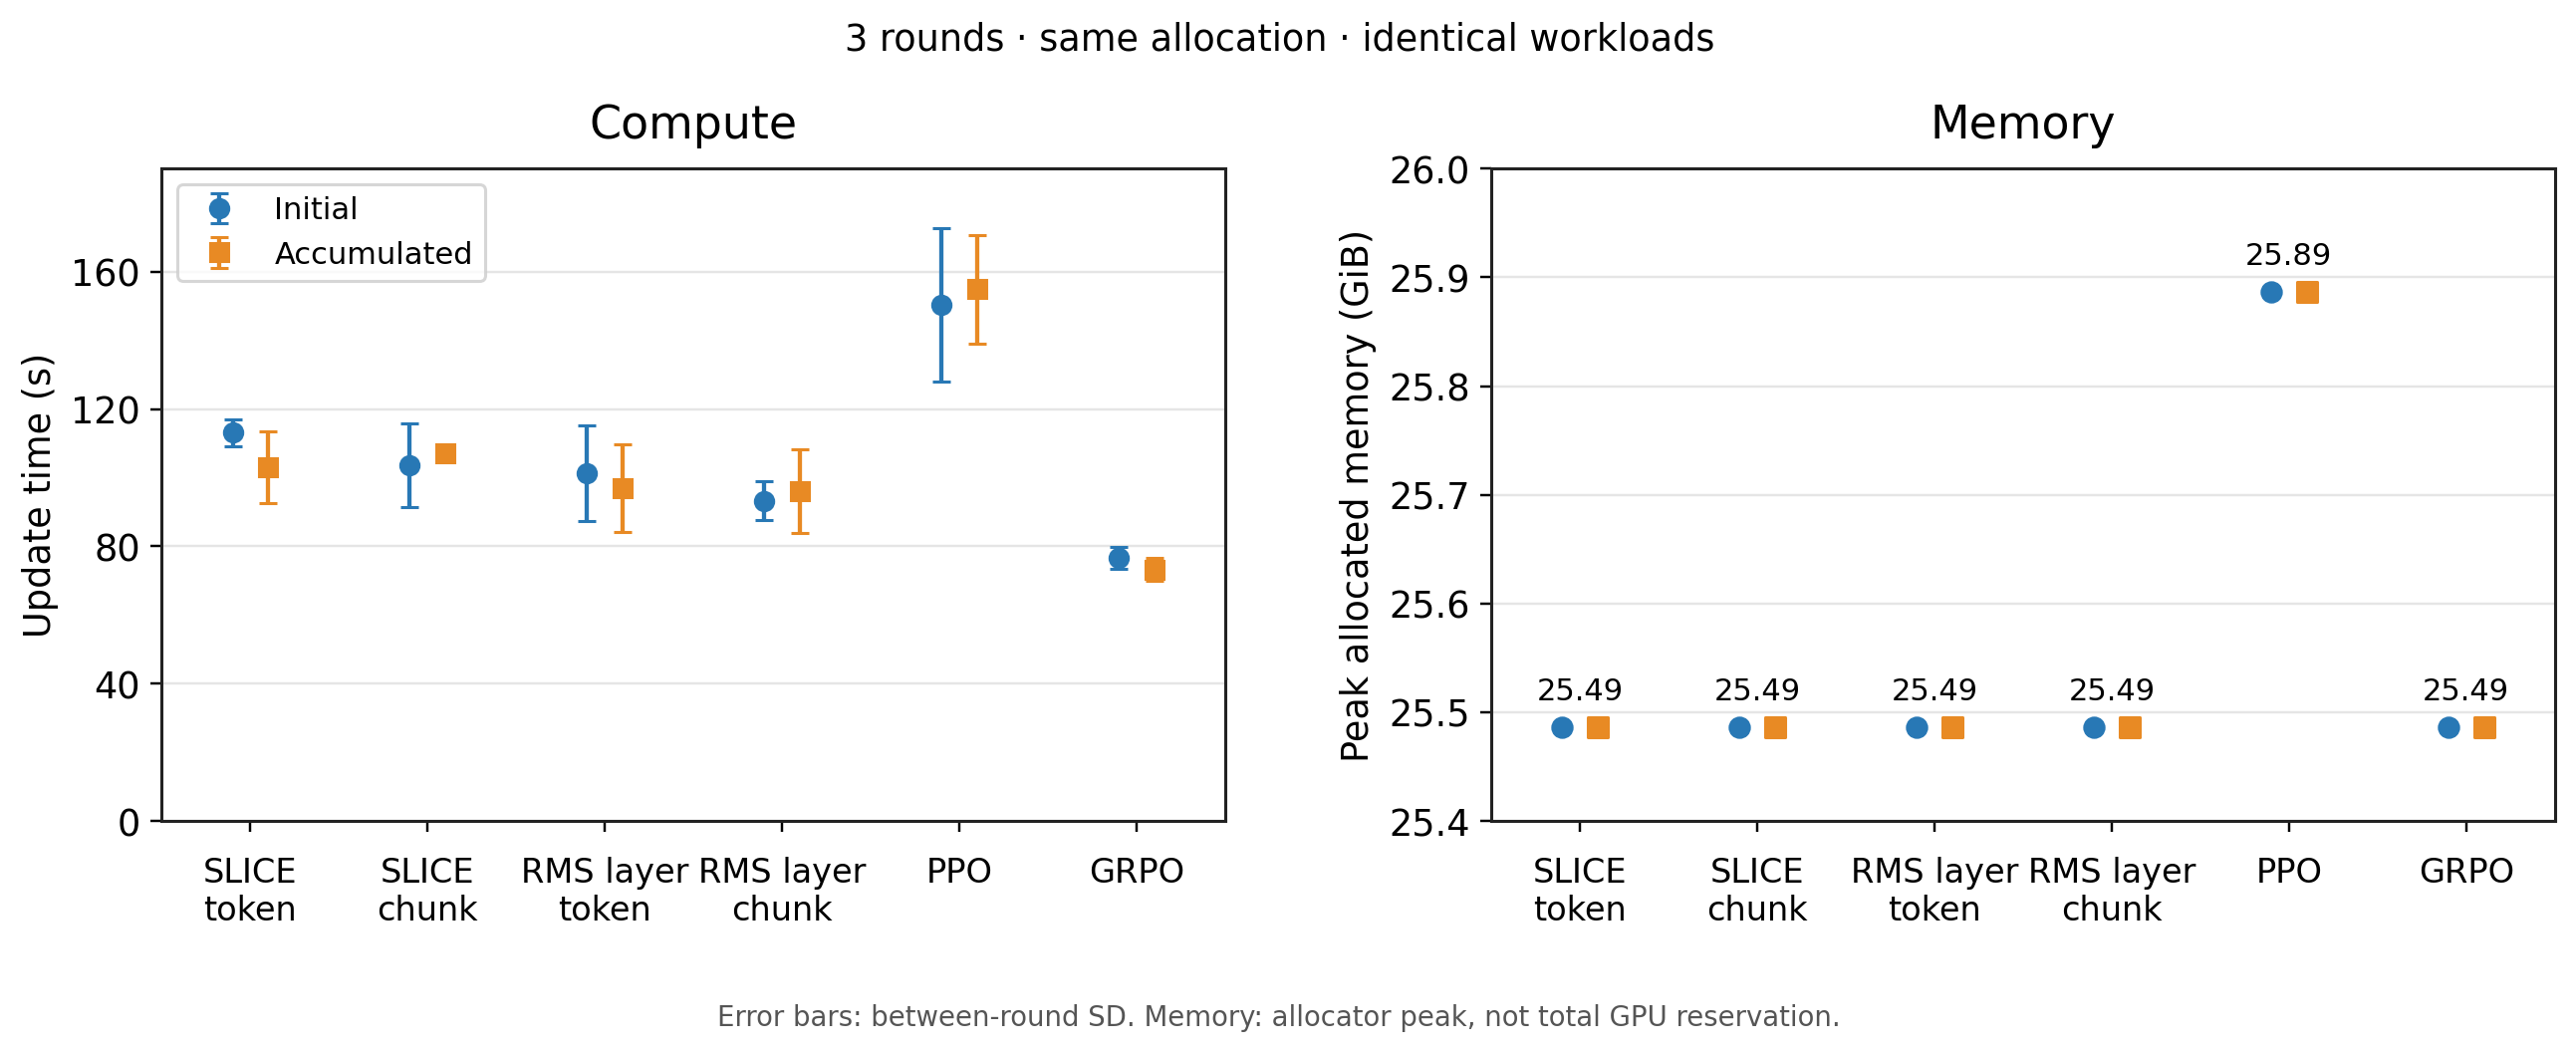 3 rounds · same allocation · identical workloads
Compute
Initial
Accumulated
Update time (s)
160
120
80
40
0
SLICE token
SLICE chunk
RMS layer token
RMS layer chunk
PPO
GRPO
Memory
Peak allocated memory (GiB)
26.0
25.9
25.8
25.7
25.6
25.5
25.4
25.49
25.49
25.49
25.49
25.89
25.49
SLICE token
SLICE chunk
RMS layer token
RMS layer chunk
PPO
GRPO
Error bars: between-round SD. Memory: allocator peak, not total GPU reservation.